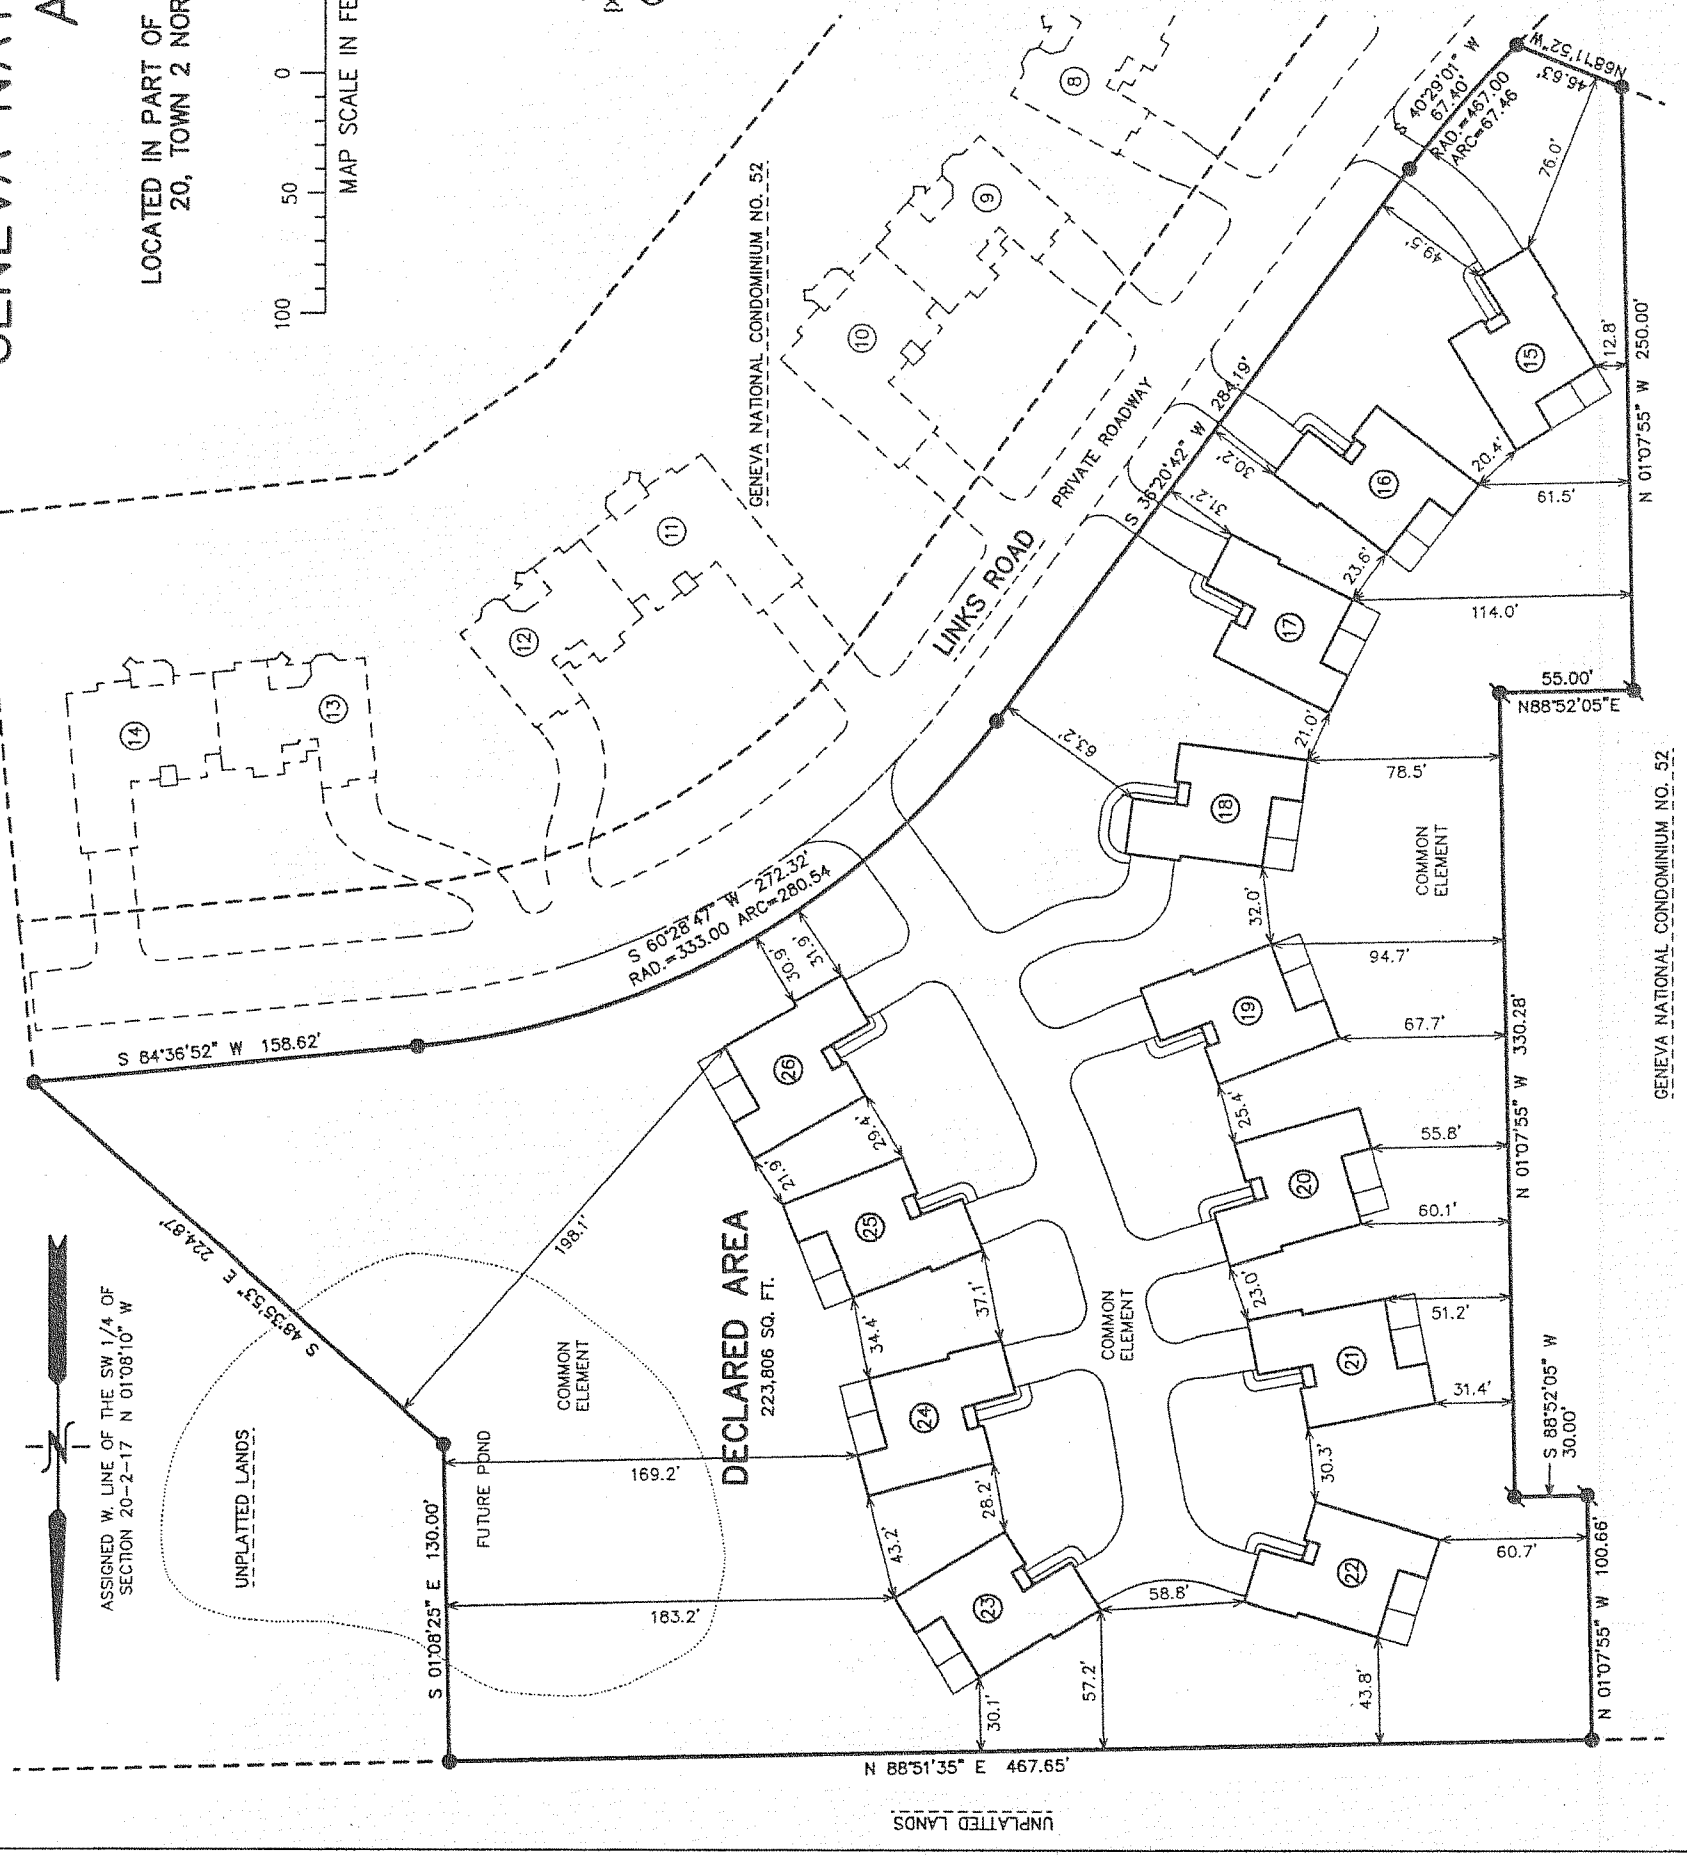 LOCATED IN PART OF
20, TOWN 2 NOR
100
50
0
MAP SCALE IN FE
GENEVA NATIONAL CONDOMINIUM NO. 52
8
9
10
11
12
13
14
LINKS ROAD
PRIVATE ROADWAY
S 40°29'01" W
67.40'
RAD.=467.00
ARC=67.46
N68°11'52"W
46.63'
76.0'
49.5'
15
12.8'
N 01°07'55" W 250.00'
S 36°20'42" W 284.19'
30.2'
31.2'
16
20.4'
61.5'
23.6'
17
114.0'
55.00'
N88°52'05"E
21.0'
63.2'
18
78.5'
COMMON
ELEMENT
32.0'
94.7'
19
67.7'
N 01°07'55" W 330.28'
GENEVA NATIONAL CONDOMINIUM NO. 52
25.4'
55.8'
20
60.1'
23.0'
51.2'
21
31.4'
S 88°52'05" W
30.00'
30.3'
60.7'
22
N 01°07'55" W 100.66'
43.8'
58.8'
57.2'
30.1'
N 88°51'35" E 467.65'
UNPLATTED LANDS
23
28.2'
43.2'
24
37.1'
34.4'
25
29.4'
21.9'
26
30.9'
31.9'
S 60°28'47" W 272.32'
RAD.=333.00 ARC=280.54
S 84°36'52" W 158.62'
198.1'
S 48°35'53" E 224.87'
DECLARED AREA
223,806 SQ. FT.
COMMON
ELEMENT
COMMON
ELEMENT
169.2'
183.2'
FUTURE POND
S 01°08'25" E 130.00'
UNPLATTED LANDS
N
ASSIGNED W. LINE OF THE SW 1/4 OF
SECTION 20-2-17 N 01°08'10" W